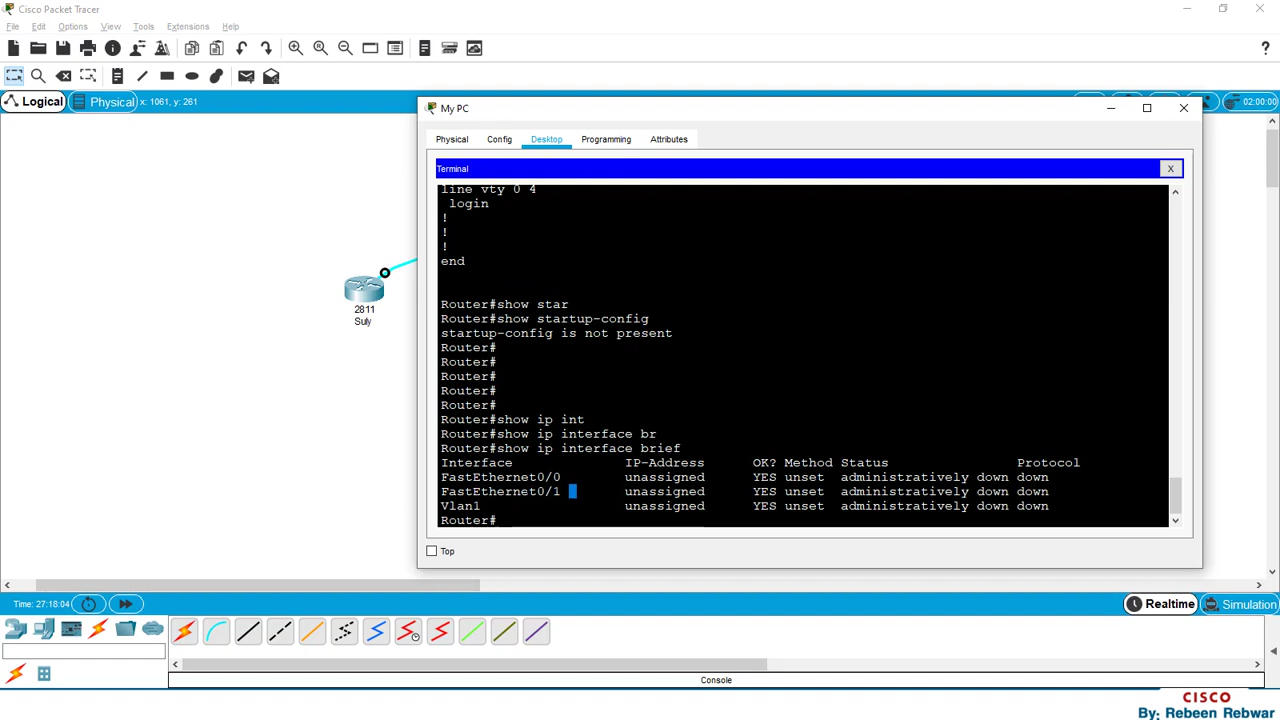 Cisco Packet Tracer
File Edit Options View Tools Extensions Help
?
Logical Physical x: 1061, y: 261 02:00:00
My PC
Physical Config Desktop Programming Attributes
Terminal X
line vty 0 4
login
!
!
!
end
Router#show star
Router#show startup-config
startup-config is not present
Router#
Router#
Router#
Router#
Router#
Router#show ip int
Router#show ip interface br
Router#show ip interface brief
Interface IP-Address OK? Method Status Protocol
FastEthernet0/0 unassigned YES unset administratively down down
FastEthernet0/1 unassigned YES unset administratively down down
Vlan1 unassigned YES unset administratively down down
Router#
Top
2811
Suly
Time: 27:18:04 Realtime Simulation
Console
CISCO
By: Rebeen Rebwar